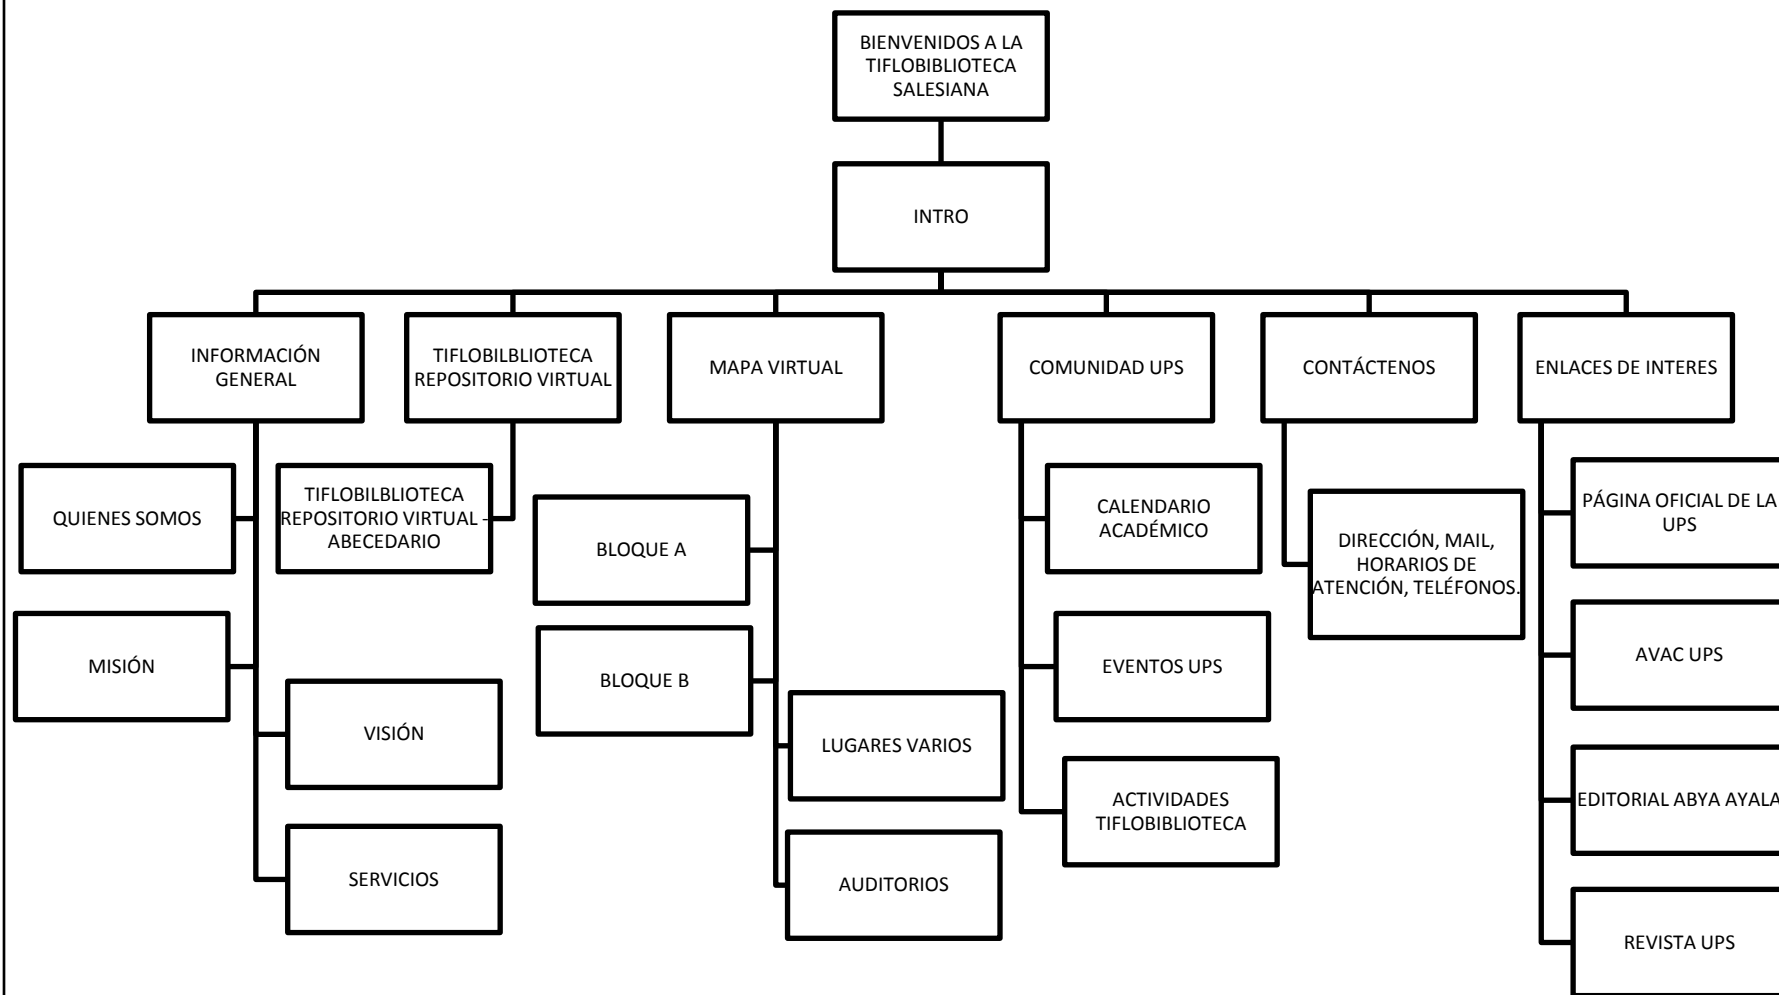 BIENVENIDOS A LA
TIFLOBIBLIOTECA
SALESIANA
INTRO
INFORMACIÓN
GENERAL
TIFLOBILBLIOTECA
REPOSITORIO VIRTUAL
MAPA VIRTUAL
COMUNIDAD UPS
CONTÁCTENOS
ENLACES DE INTERES
QUIENES SOMOS
MISIÓN
VISIÓN
SERVICIOS
TIFLOBILBLIOTECA
REPOSITORIO VIRTUAL -
ABECEDARIO
BLOQUE A
BLOQUE B
LUGARES VARIOS
AUDITORIOS
CALENDARIO
ACADÉMICO
EVENTOS UPS
ACTIVIDADES
TIFLOBIBLIOTECA
DIRECCIÓN, MAIL,
HORARIOS DE
ATENCIÓN, TELÉFONOS.
PÁGINA OFICIAL DE LA
UPS
AVAC UPS
EDITORIAL ABYA AYALA
REVISTA UPS